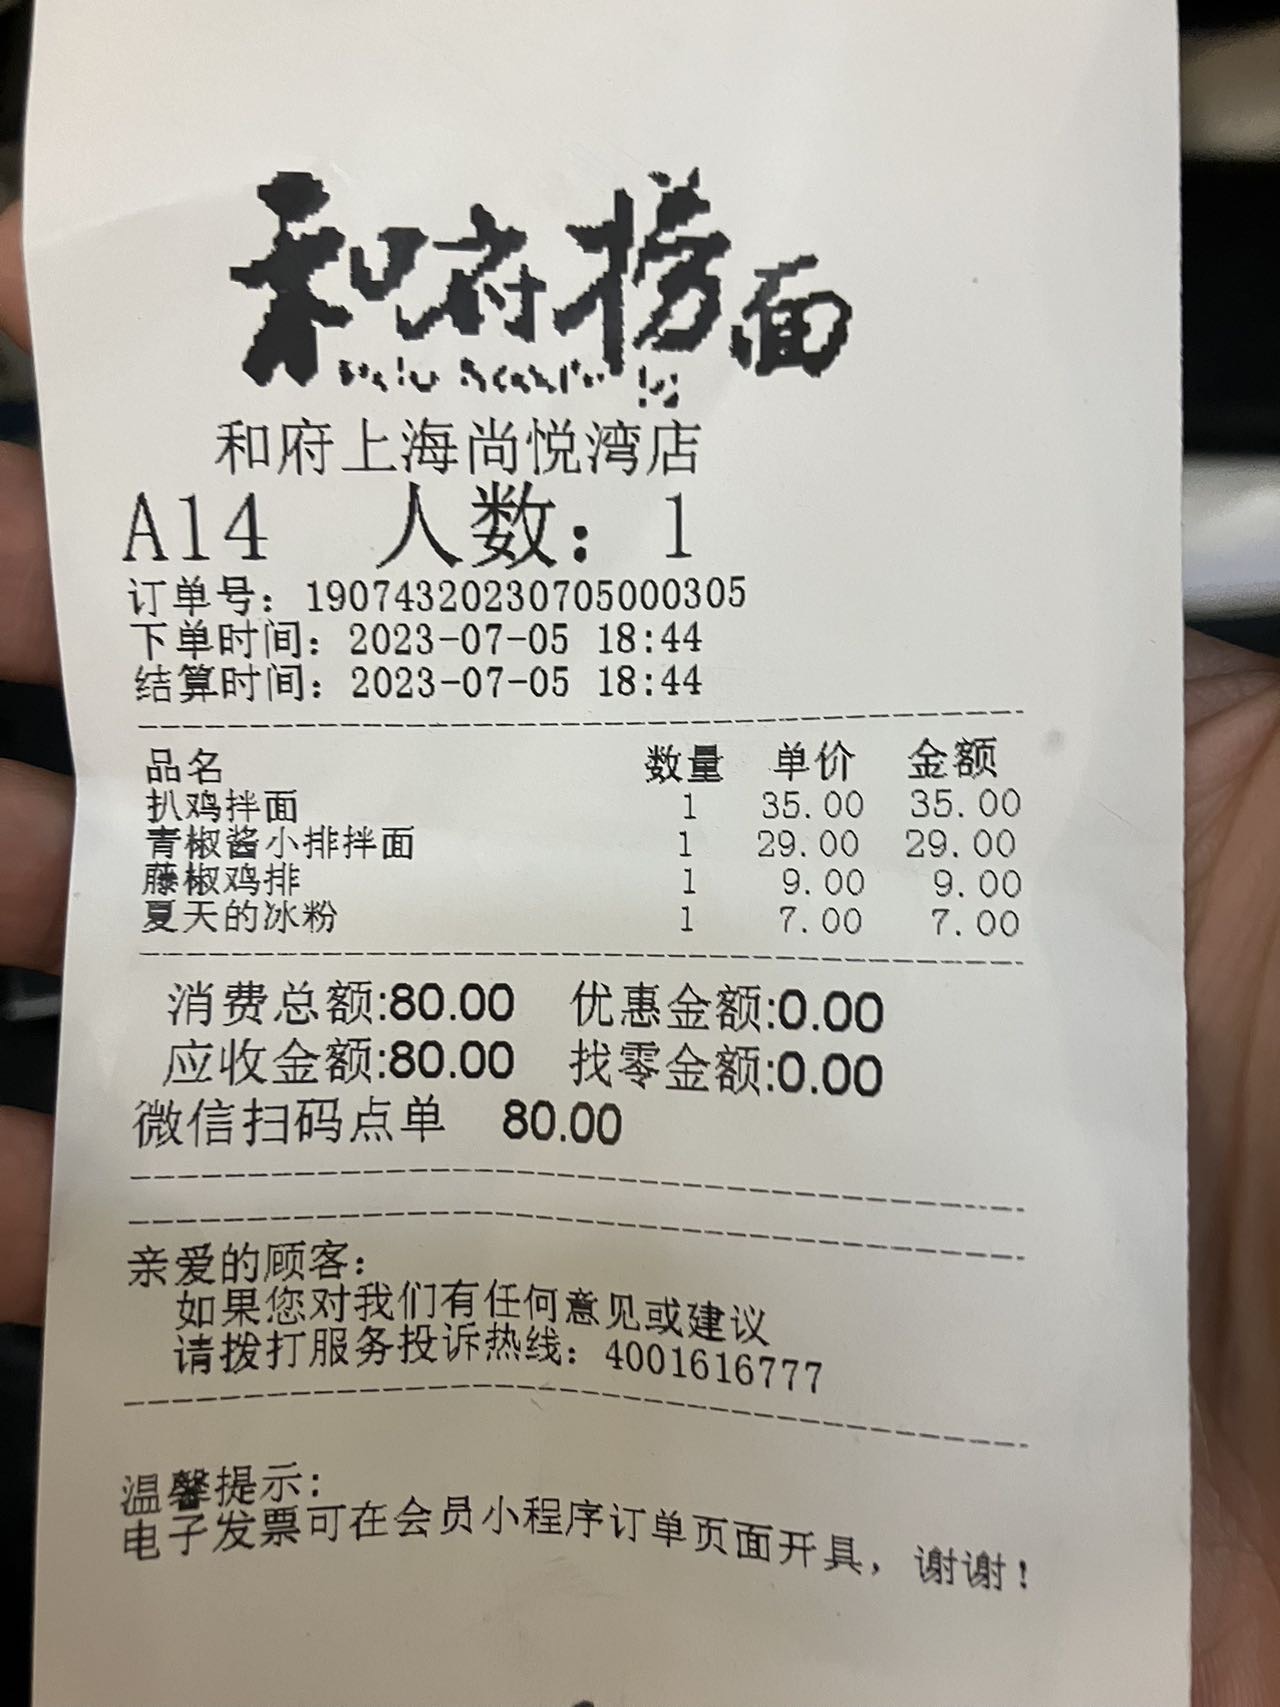 和府捞面
和府上海尚悦湾店
A14 人数：1
订单号：19074320230705000305
下单时间：2023-07-05 18:44
结算时间：2023-07-05 18:44
品名 数量 单价 金额
扒鸡拌面 1 35.00 35.00
青椒酱小排拌面 1 29.00 29.00
藤椒鸡排 1 9.00 9.00
夏天的冰粉 1 7.00 7.00
消费总额:80.00 优惠金额:0.00
应收金额:80.00 找零金额:0.00
微信扫码点单 80.00
亲爱的顾客：
如果您对我们有任何意见或建议
请拨打服务投诉热线：4001616777
温馨提示：
电子发票可在会员小程序订单页面开具，谢谢！